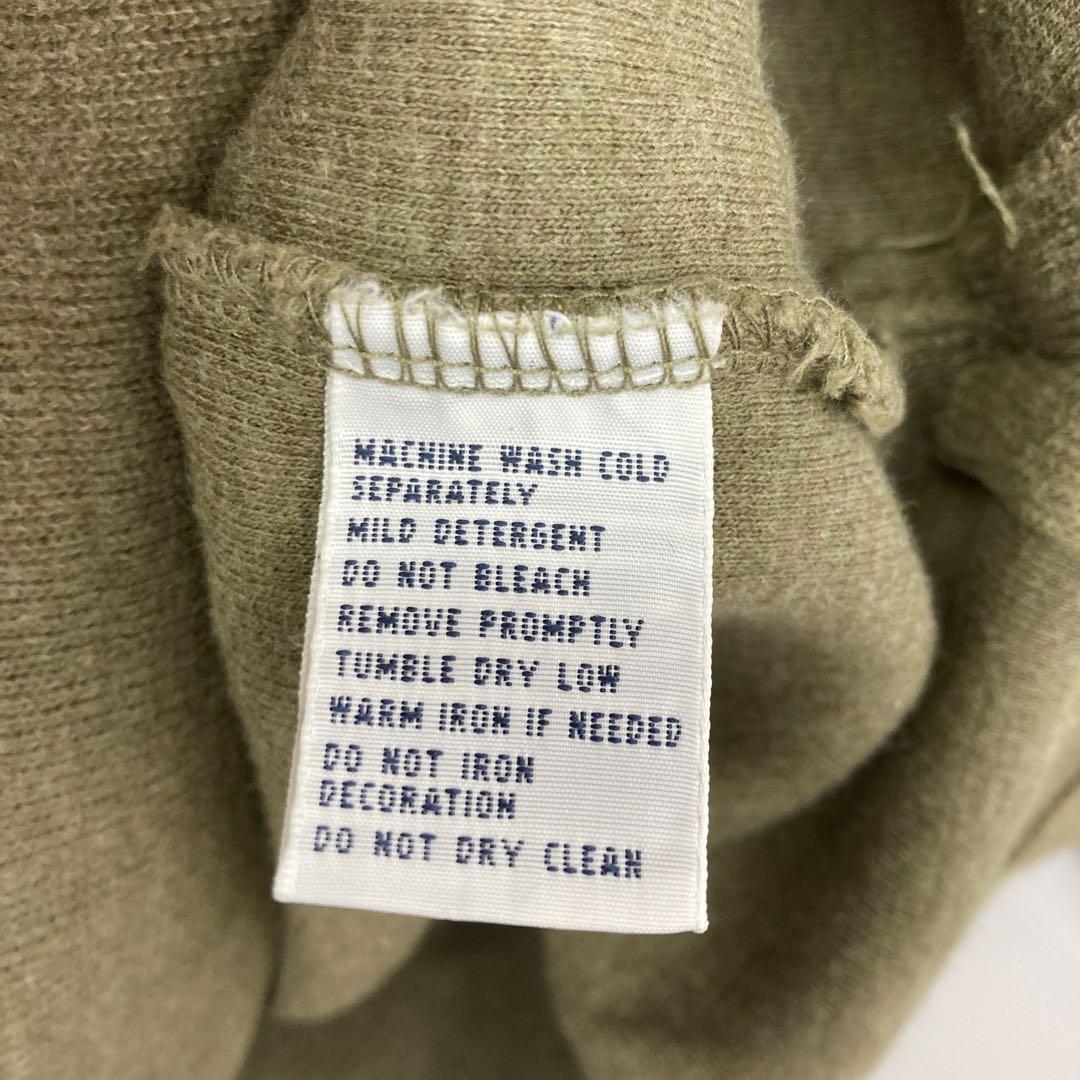 MACHINE WASH COLD
SEPARATELY
MILD DETERGENT
DO NOT BLEACH
REMOVE PROMPTLY
TUMBLE DRY LOW
WARM IRON IF NEEDED
DO NOT IRON
DECORATION
DO NOT DRY CLEAN